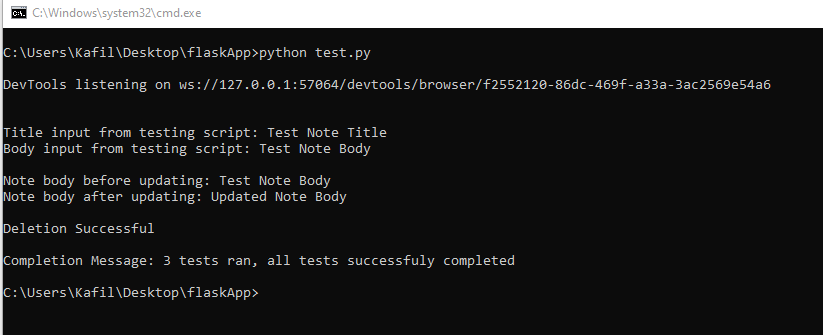 C:\Windows\system32\cmd.exe
C:\Users\Kafil\Desktop\flaskApp>python test.py
DevTools listening on ws://127.0.0.1:57064/devtools/browser/f2552120-86dc-469f-a33a-3ac2569e54a6
Title input from testing script: Test Note Title
Body input from testing script: Test Note Body
Note body before updating: Test Note Body
Note body after updating: Updated Note Body
Deletion Successful
Completion Message: 3 tests ran, all tests successfuly completed
C:\Users\Kafil\Desktop\flaskApp>